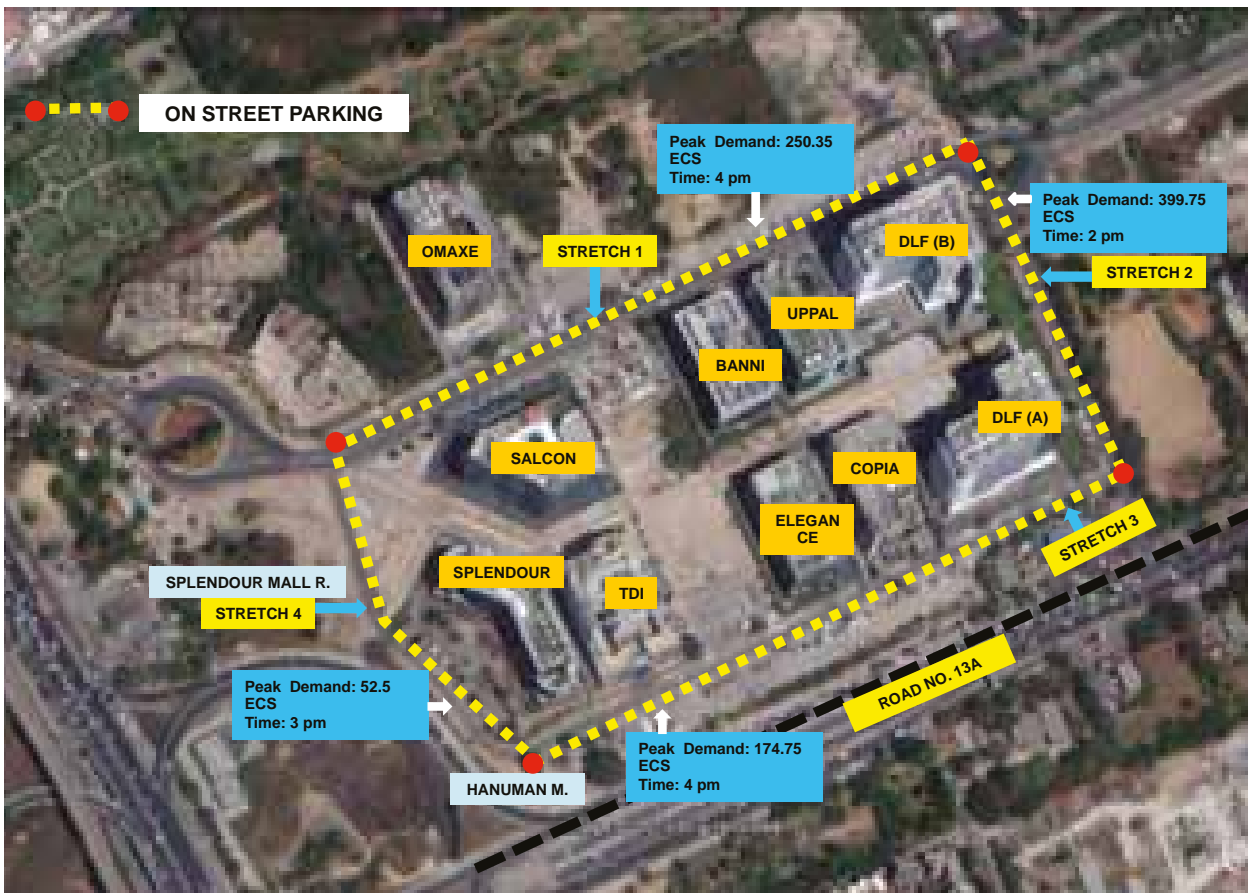 ON STREET PARKING
Peak Demand: 250.35
ECS
Time: 4 pm
Peak Demand: 399.75
ECS
Time: 2 pm
OMAXE
STRETCH 1
DLF (B)
STRETCH 2
UPPAL
BANNI
DLF (A)
SALCON
COPIA
ELEGAN
CE
STRETCH 3
SPLENDOUR MALL R.
STRETCH 4
SPLENDOUR
TDI
ROAD NO. 13A
Peak Demand: 52.5
ECS
Time: 3 pm
Peak Demand: 174.75
ECS
Time: 4 pm
HANUMAN M.